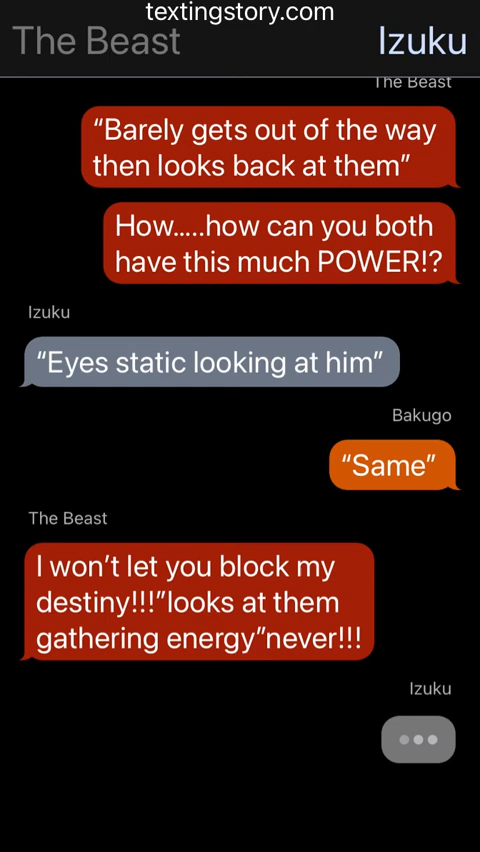 textingstory.com
The Beast
Izuku
The Beast
“Barely gets out of the way
then looks back at them”
How.....how can you both
have this much POWER!?
Izuku
“Eyes static looking at him”
Bakugo
“Same”
The Beast
I won’t let you block my
destiny!!!”looks at them
gathering energy”never!!!
Izuku